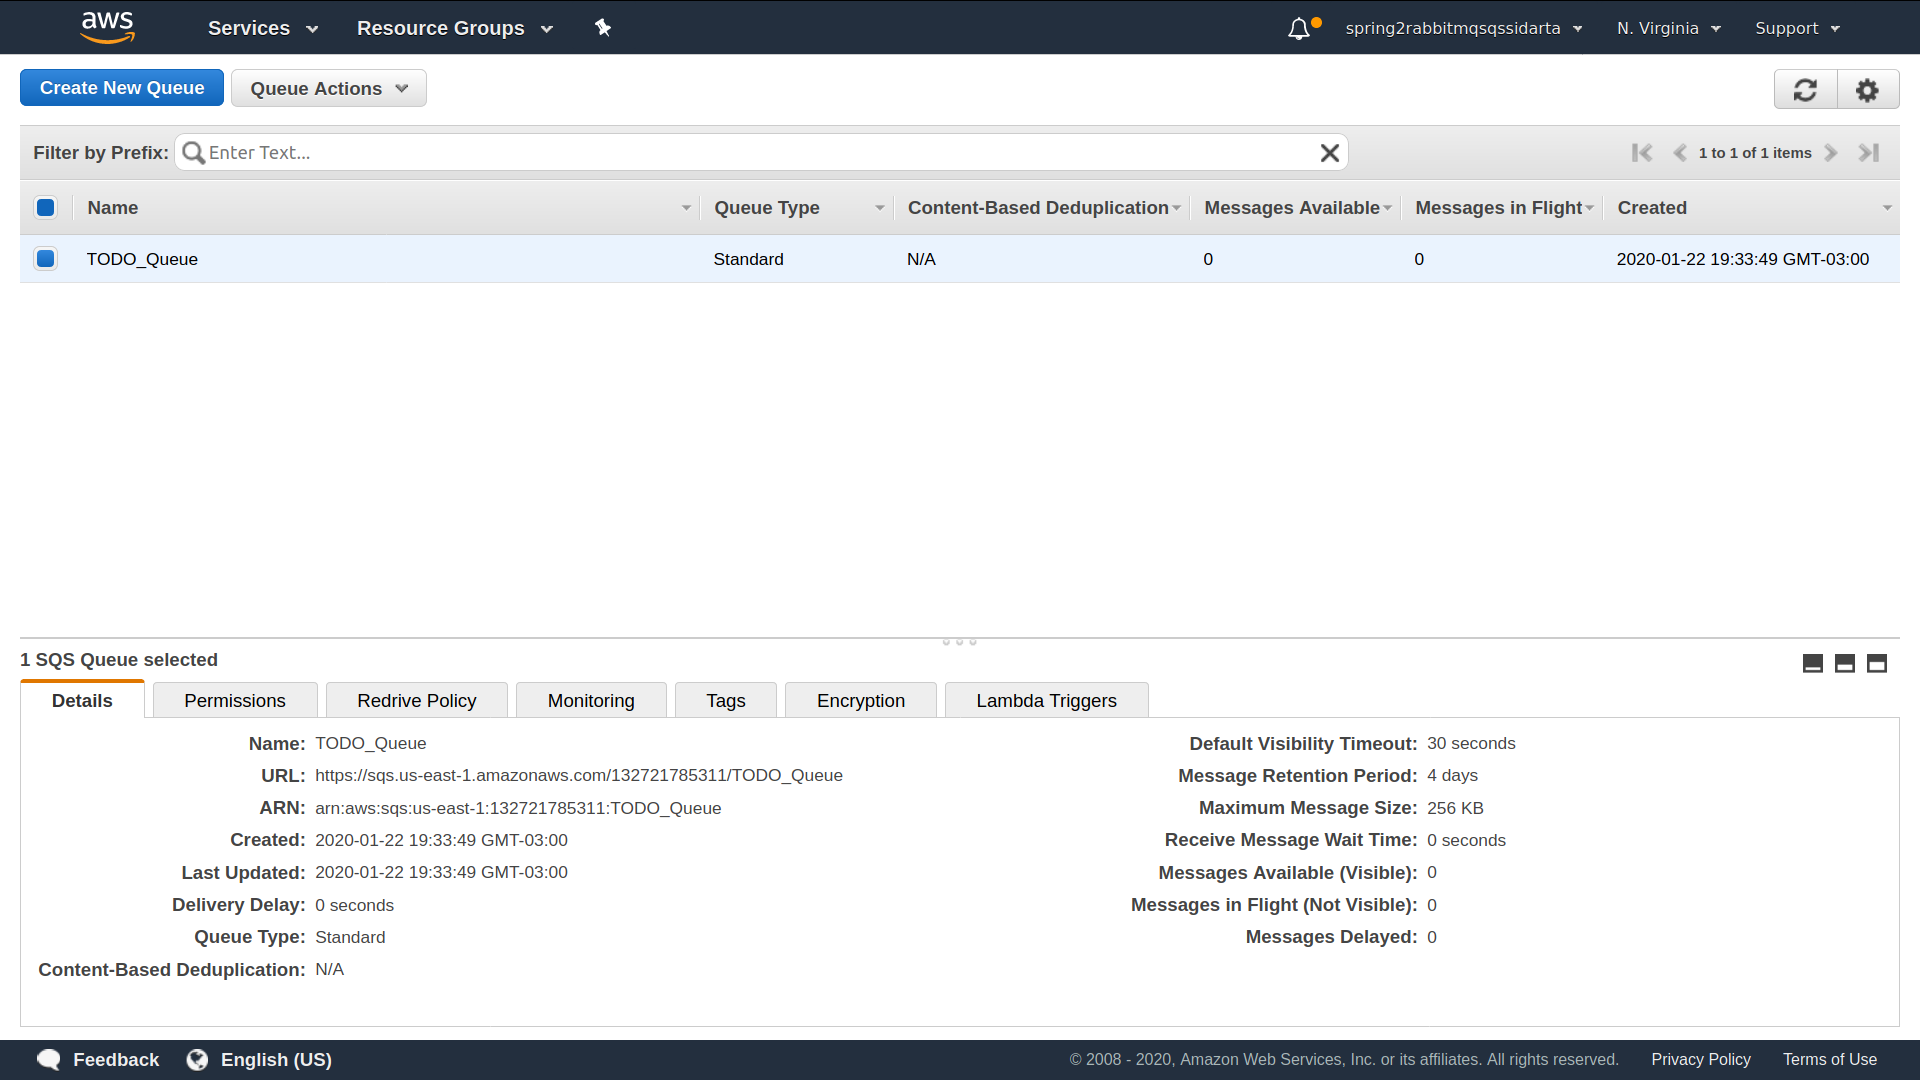 aws Services Resource Groups spring2rabbitmqsqssidarta N. Virginia Support
Create New Queue Queue Actions
Filter by Prefix: Enter Text... 1 to 1 of 1 items
Name Queue Type Content-Based Deduplication Messages Available Messages in Flight Created
TODO_Queue Standard N/A 0 0 2020-01-22 19:33:49 GMT-03:00
1 SQS Queue selected
Details Permissions Redrive Policy Monitoring Tags Encryption Lambda Triggers
Name: TODO_Queue
URL: https://sqs.us-east-1.amazonaws.com/132721785311/TODO_Queue
ARN: arn:aws:sqs:us-east-1:132721785311:TODO_Queue
Created: 2020-01-22 19:33:49 GMT-03:00
Last Updated: 2020-01-22 19:33:49 GMT-03:00
Delivery Delay: 0 seconds
Queue Type: Standard
Content-Based Deduplication: N/A
Default Visibility Timeout: 30 seconds
Message Retention Period: 4 days
Maximum Message Size: 256 KB
Receive Message Wait Time: 0 seconds
Messages Available (Visible): 0
Messages in Flight (Not Visible): 0
Messages Delayed: 0
Feedback English (US) © 2008 - 2020, Amazon Web Services, Inc. or its affiliates. All rights reserved. Privacy Policy Terms of Use